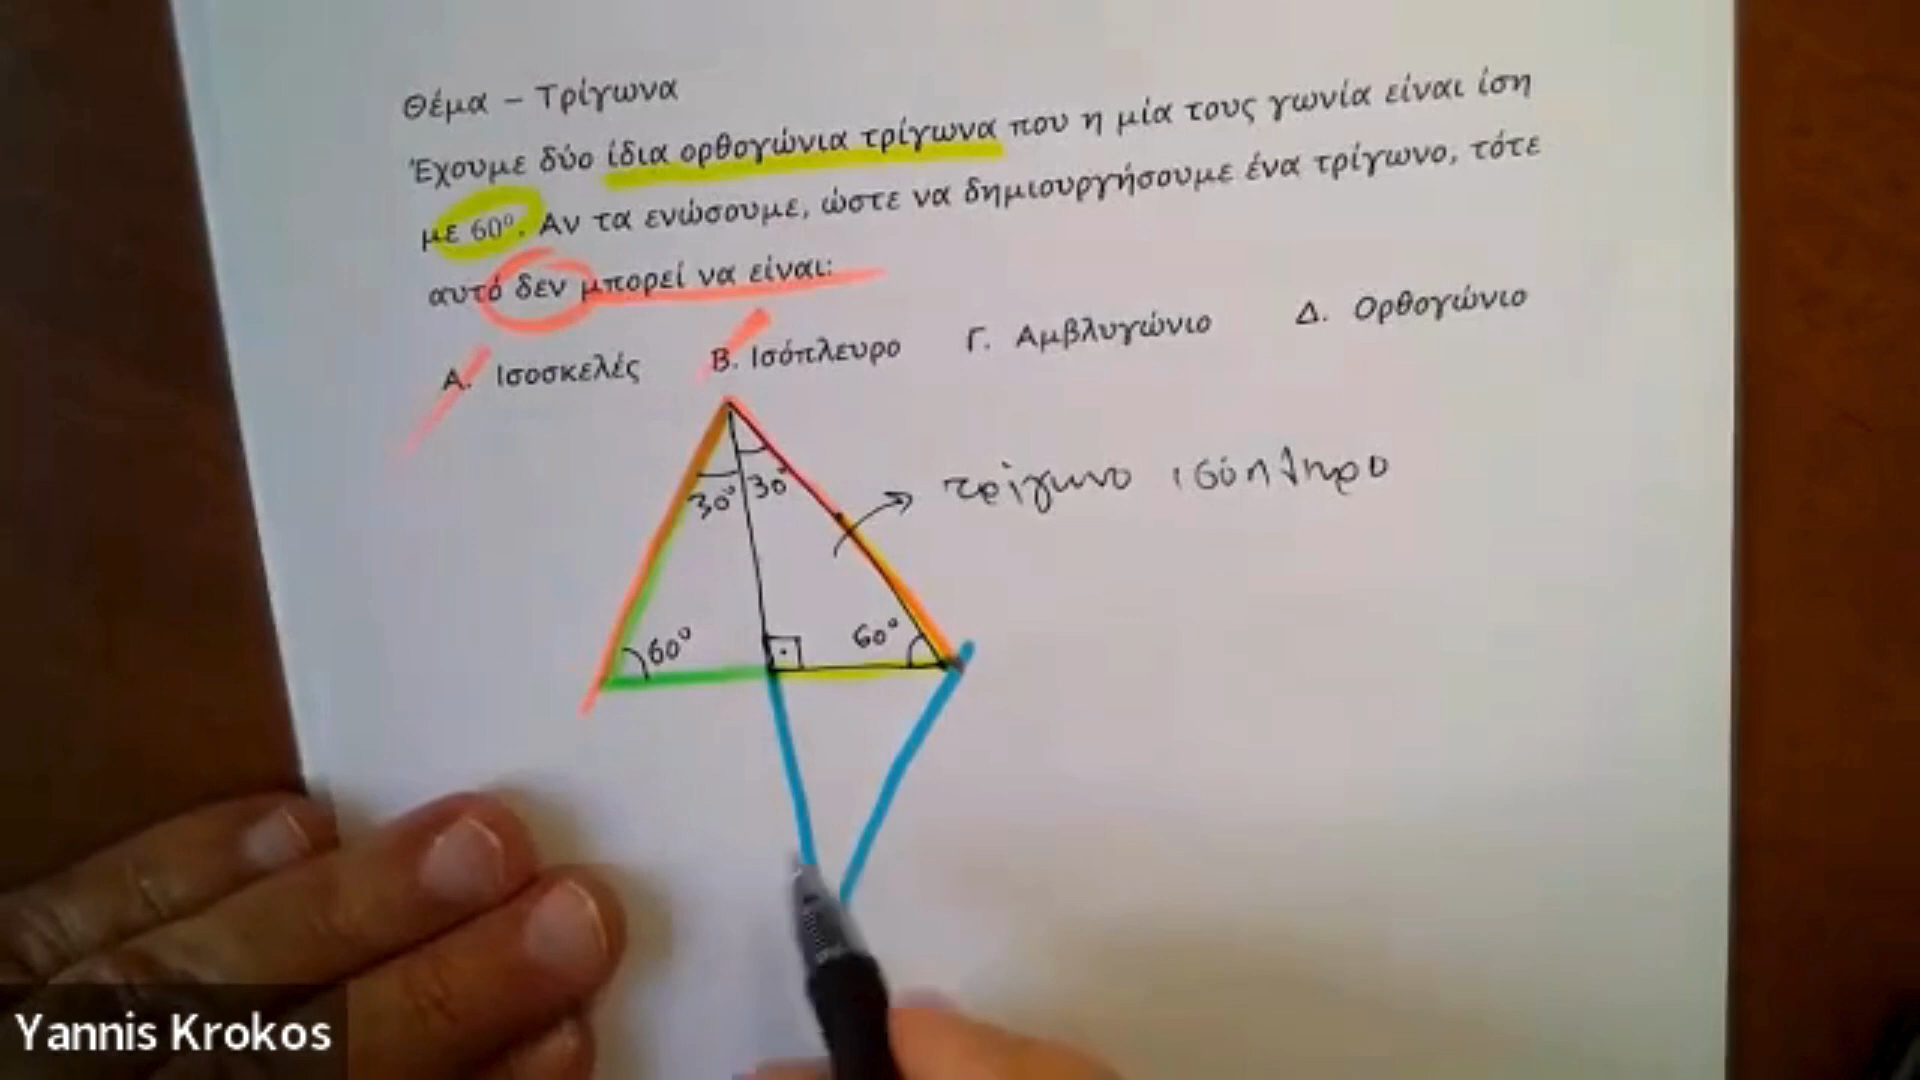 Θέμα – Τρίγωνα
Έχουμε δύο ίδια ορθογώνια τρίγωνα που η μία τους γωνία είναι ίση
με 60°. Αν τα ενώσουμε, ώστε να δημιουργήσουμε ένα τρίγωνο, τότε
αυτό δεν μπορεί να είναι:
Α. Ισοσκελές Β. Ισόπλευρο Γ. Αμβλυγώνιο Δ. Ορθογώνιο
30° 30°
τρίγωνο ισόπληρο
60° 60°
Yannis Krokos